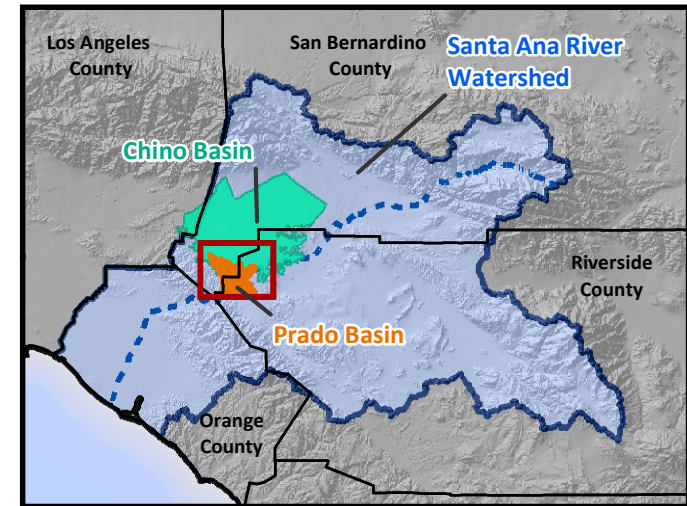 Los Angeles
County
San Bernardino
County
Santa Ana River
Watershed
Chino Basin
Riverside
County
Prado Basin
Orange
County